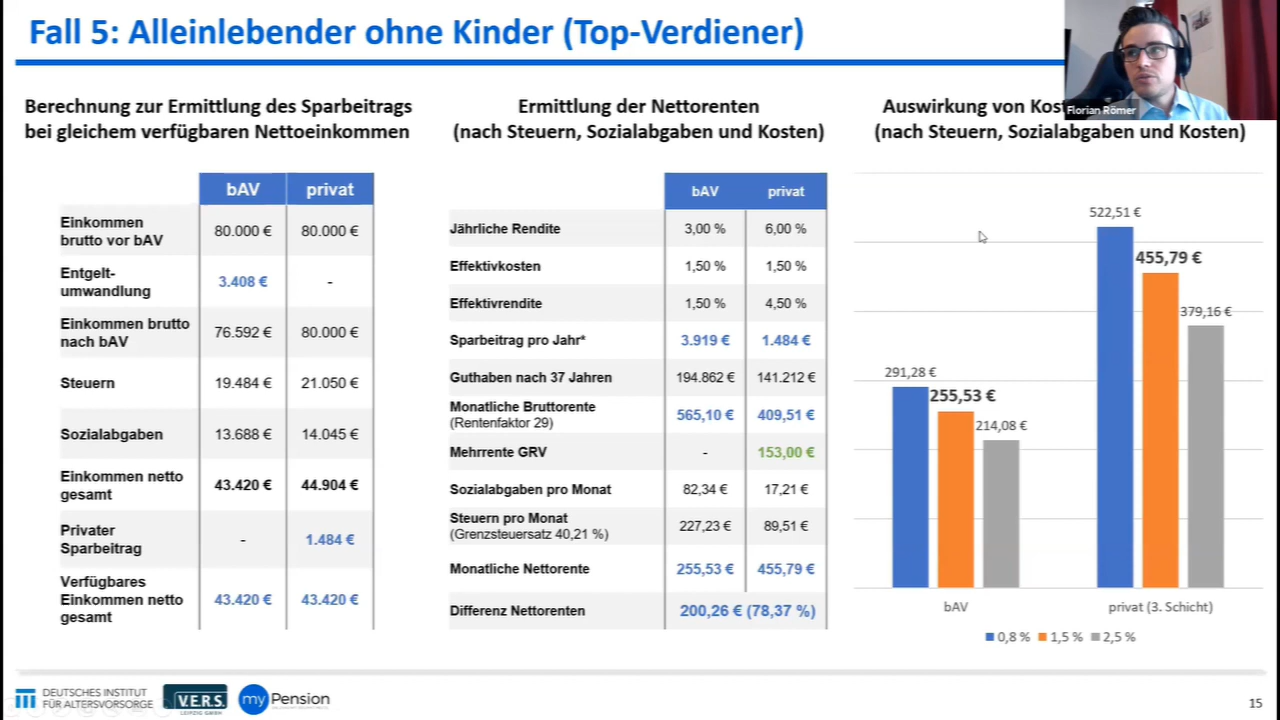 Fall 5: Alleinlebender ohne Kinder (Top-Verdiener)
Florian Römer
Berechnung zur Ermittlung des Sparbeitrags
bei gleichem verfügbaren Nettoeinkommen
bAV privat
Einkommen
brutto vor bAV 80.000 € 80.000 €
Entgelt-
umwandlung 3.408 € -
Einkommen brutto
nach bAV 76.592 € 80.000 €
Steuern 19.484 € 21.050 €
Sozialabgaben 13.688 € 14.045 €
Einkommen netto
gesamt 43.420 € 44.904 €
Privater
Sparbeitrag - 1.484 €
Verfügbares
Einkommen netto 43.420 € 43.420 €
gesamt
Ermittlung der Nettorenten
(nach Steuern, Sozialabgaben und Kosten)
bAV privat
Jährliche Rendite 3,00 % 6,00 %
Effektivkosten 1,50 % 1,50 %
Effektivrendite 1,50 % 4,50 %
Sparbeitrag pro Jahr* 3.919 € 1.484 €
Guthaben nach 37 Jahren 194.862 € 141.212 €
Monatliche Bruttorente 565,10 € 409,51 €
(Rentenfaktor 29)
Mehrrente GRV - 153,00 €
Sozialabgaben pro Monat 82,34 € 17,21 €
Steuern pro Monat 227,23 € 89,51 €
(Grenzsteuersatz 40,21 %)
Monatliche Nettorente 255,53 € 455,79 €
Differenz Nettorenten 200,26 € (78,37 %)
Auswirkung von
(nach Steuern, Sozialabgaben und Kosten)
522,51 €
455,79 €
379,16 €
291,28 €
255,53 €
214,08 €
bAV privat (3. Schicht)
0,8 % 1,5 % 2,5 %
DEUTSCHES INSTITUT
FÜR ALTERSVORSORGE
V.E.R.S.
LEIPZIG GMBH
myPension
15